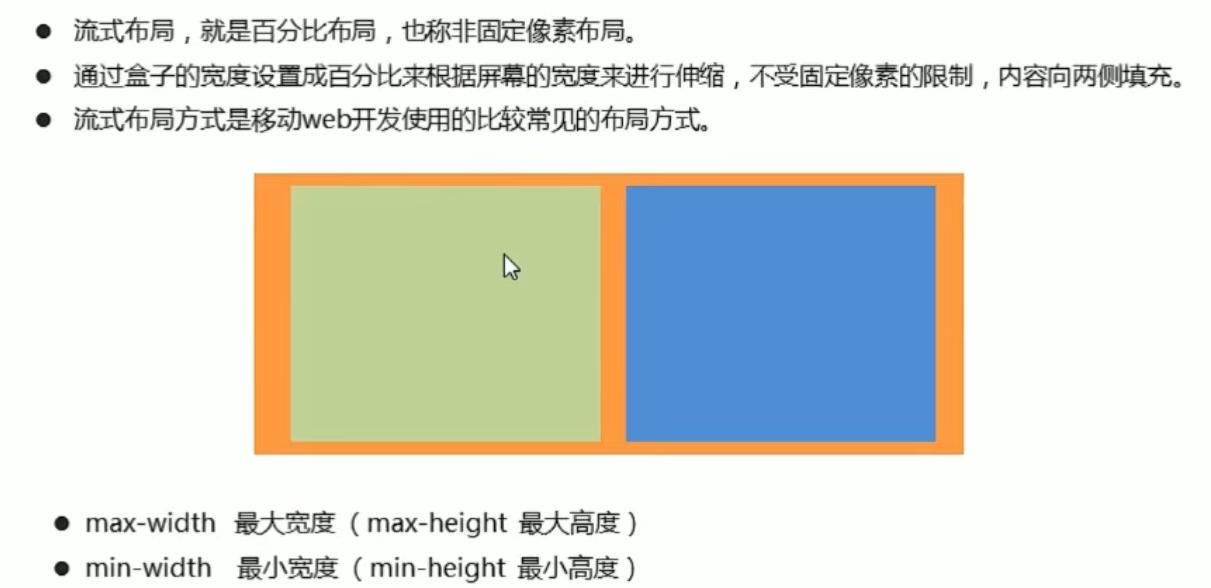 ● 流式布局，就是百分比布局，也称非固定像素布局。
● 通过盒子的宽度设置成百分比来根据屏幕的宽度来进行伸缩，不受固定像素的限制，内容向两侧填充。
● 流式布局方式是移动web开发使用的比较常见的布局方式。
● max-width 最大宽度（max-height 最大高度）
● min-width 最小宽度（min-height 最小高度）